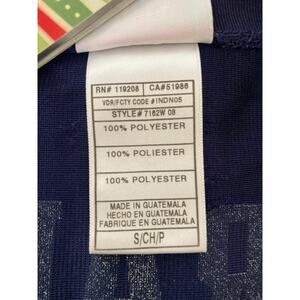 RN# 119208 CA#51986
VDR/FCTY CODE #INDN05
STYLE# 7162W 08
100% POLYESTER
100% POLIESTER
100% POLYESTER
MADE IN GUATEMALA
HECHO EN GUATEMALA
FABRIQUE EN GUATEMALA
S/CH/P